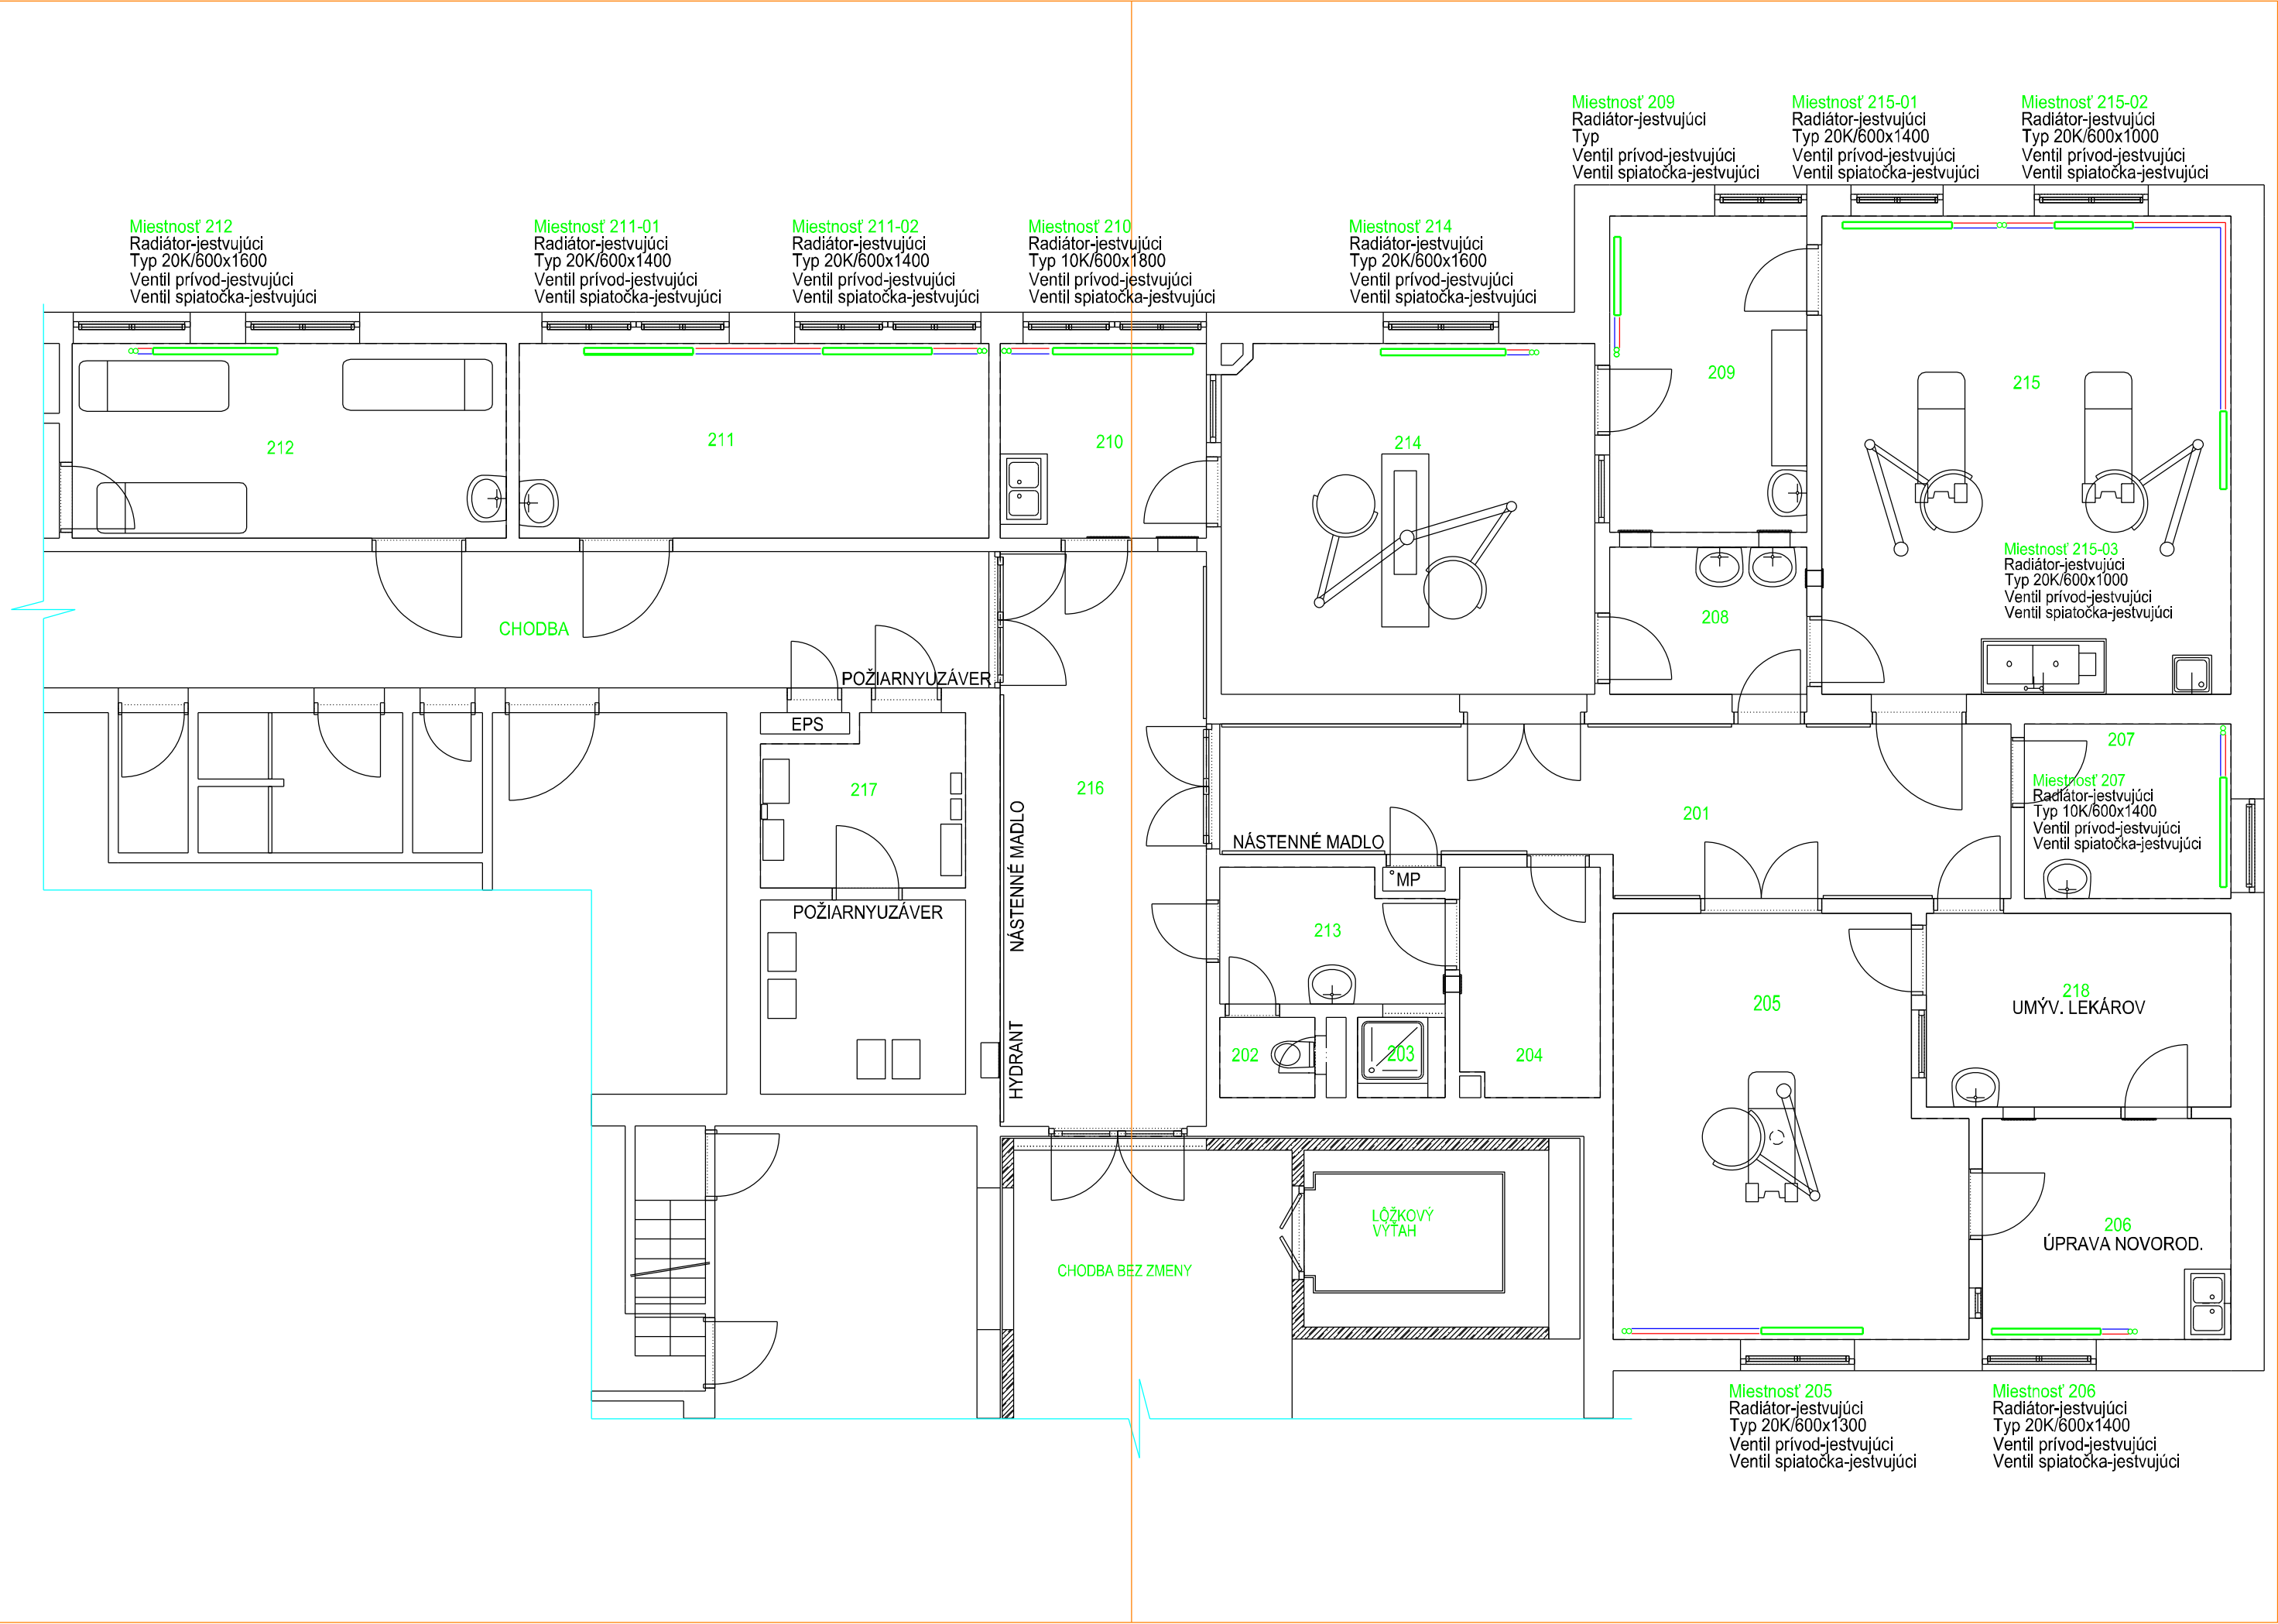 Miestnosť 209
Radiátor-jestvujúci
Typ
Ventil prívod-jestvujúci
Ventil spiatočka-jestvujúci
Miestnosť 215-01
Radiátor-jestvujúci
Typ 20K/600x1400
Ventil prívod-jestvujúci
Ventil spiatočka-jestvujúci
Miestnosť 215-02
Radiátor-jestvujúci
Typ 20K/600x1000
Ventil prívod-jestvujúci
Ventil spiatočka-jestvujúci
Miestnosť 212
Radiátor-jestvujúci
Typ 20K/600x1600
Ventil prívod-jestvujúci
Ventil spiatočka-jestvujúci
Miestnosť 211-01
Radiátor-jestvujúci
Typ 20K/600x1400
Ventil prívod-jestvujúci
Ventil spiatočka-jestvujúci
Miestnosť 211-02
Radiátor-jestvujúci
Typ 20K/600x1400
Ventil prívod-jestvujúci
Ventil spiatočka-jestvujúci
Miestnosť 210
Radiátor-jestvujúci
Typ 10K/600x1800
Ventil prívod-jestvujúci
Ventil spiatočka-jestvujúci
Miestnosť 214
Radiátor-jestvujúci
Typ 20K/600x1600
Ventil prívod-jestvujúci
Ventil spiatočka-jestvujúci
212
211
210
214
209
215
Miestnosť 215-03
Radiátor-jestvujúci
Typ 20K/600x1000
Ventil prívod-jestvujúci
Ventil spiatočka-jestvujúci
208
CHODBA
POŽIARNYUZÁVER
EPS
217
216
NÁSTENNÉ MADLO
HYDRANT
POŽIARNYUZÁVER
201
NÁSTENNÉ MADLO
MP
207
Miestnosť 207
Radiátor-jestvujúci
Typ 10K/600x1400
Ventil prívod-jestvujúci
Ventil spiatočka-jestvujúci
213
202
203
204
205
218
UMÝV. LEKÁROV
206
ÚPRAVA NOVOROD.
LÔŽKOVÝ
VÝŤAH
CHODBA BEZ ZMENY
Miestnosť 205
Radiátor-jestvujúci
Typ 20K/600x1300
Ventil prívod-jestvujúci
Ventil spiatočka-jestvujúci
Miestnosť 206
Radiátor-jestvujúci
Typ 20K/600x1400
Ventil prívod-jestvujúci
Ventil spiatočka-jestvujúci